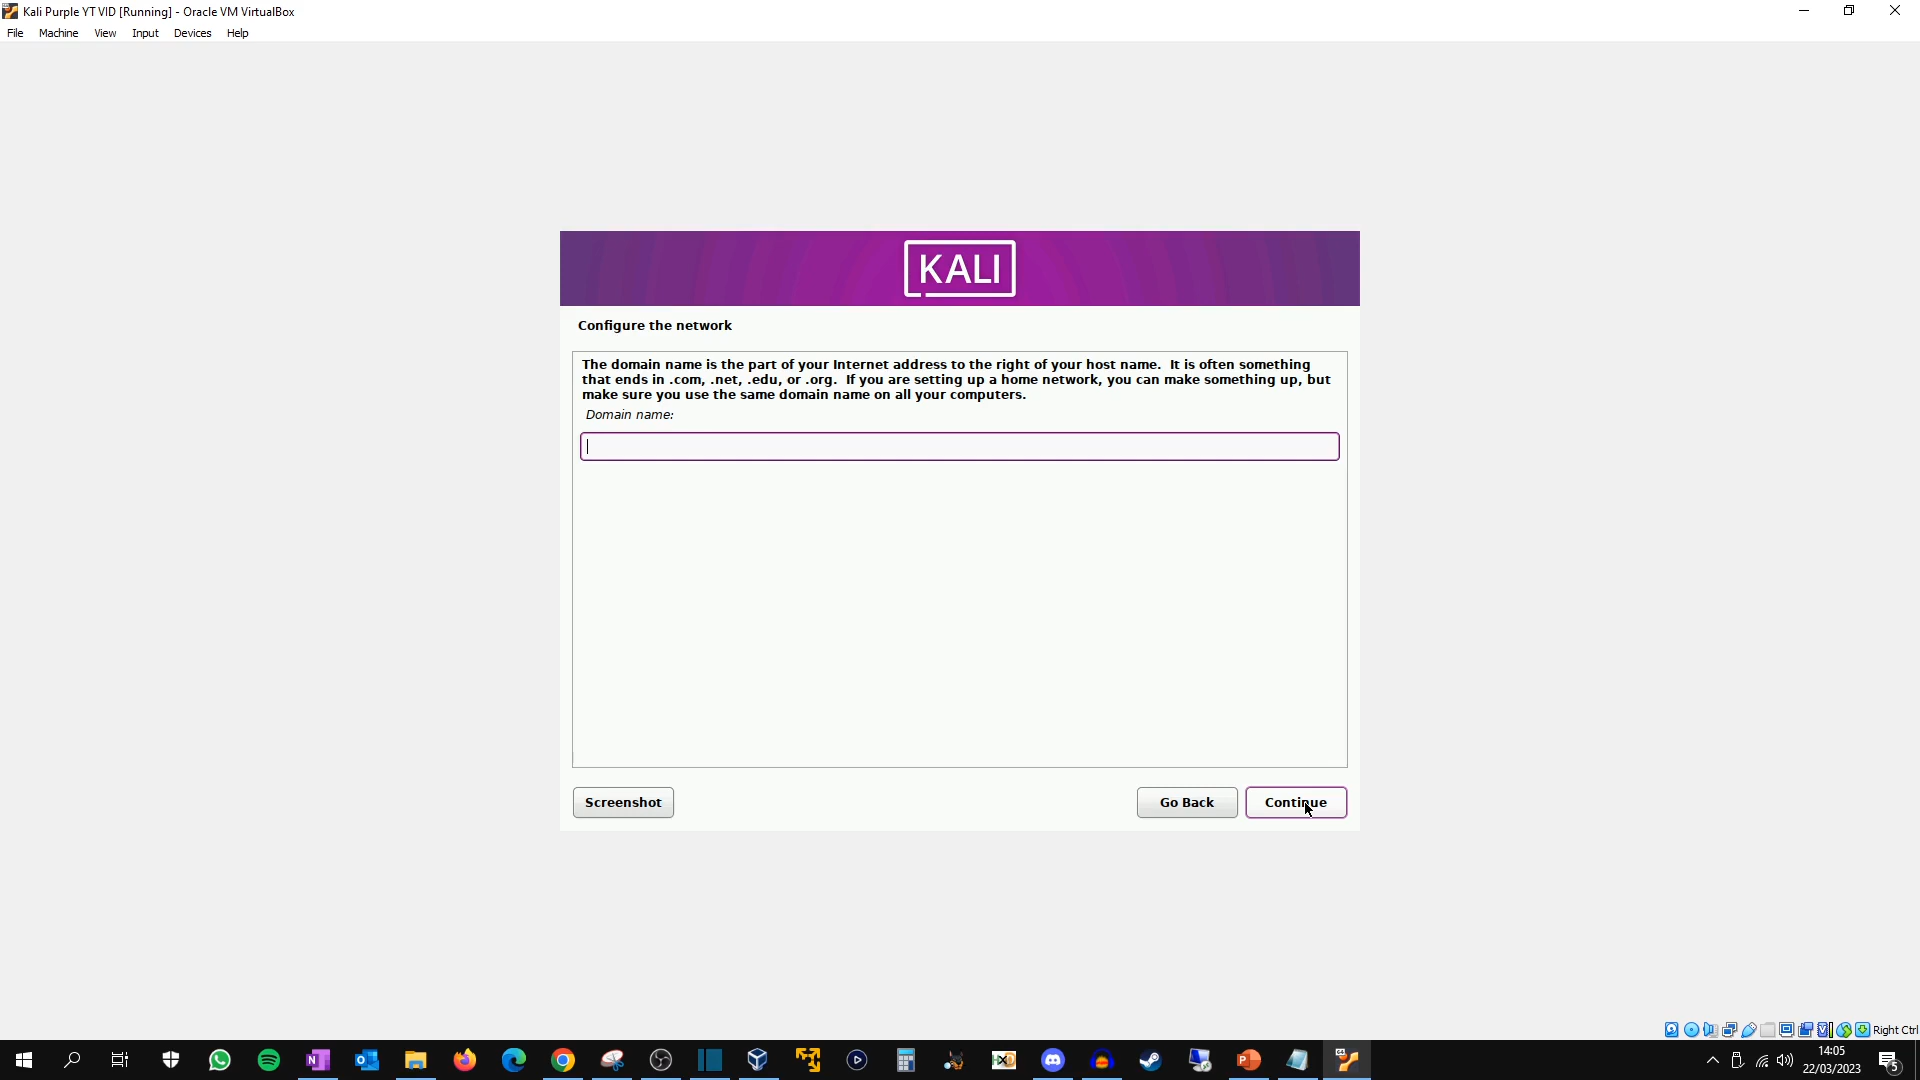 Kali Purple YT VID [Running] - Oracle VM VirtualBox
File Machine View Input Devices Help
KALI
Configure the network
The domain name is the part of your Internet address to the right of your host name.  It is often something
that ends in .com, .net, .edu, or .org.  If you are setting up a home network, you can make something up, but
make sure you use the same domain name on all your computers.
Domain name:
Screenshot
Go Back
Continue
Right Ctrl
14:05
22/03/2023
5